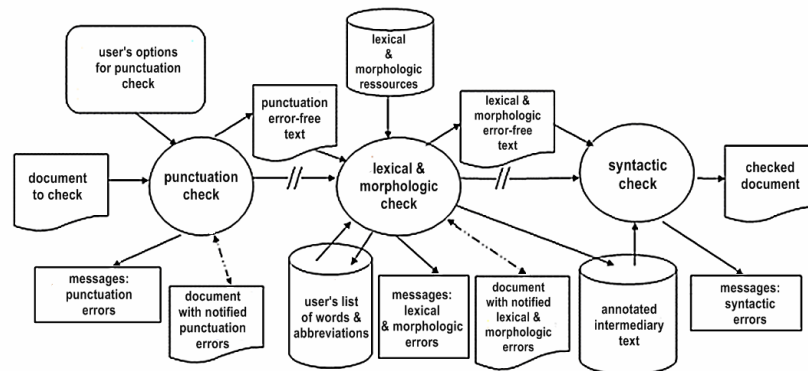 user's options
for punctuation
check
lexical
&
morphologic
ressources
punctuation
error-free
text
lexical &
morphologic
error-free
text
document
to check
punctuation
check
lexical &
morphologic
check
syntactic
check
checked
document
messages:
punctuation
errors
document
with notified
punctuation
errors
user's list
of words &
abbreviations
messages:
lexical
& morphologic
errors
document
with notified
lexical &
morphologic
errors
annotated
intermediary
text
messages:
syntactic
errors